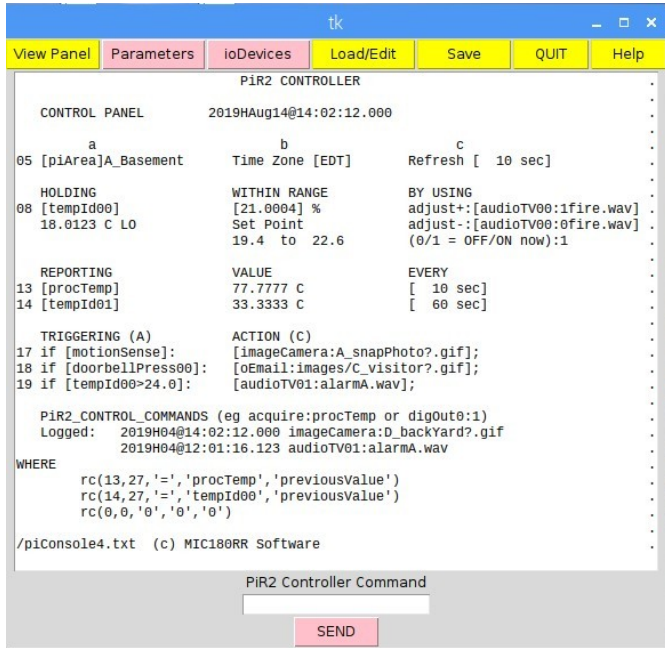 tk
View Panel Parameters ioDevices Load/Edit Save QUIT Help
PiR2 CONTROLLER .
.
CONTROL PANEL 2019HAug14@14:02:12.000 .
.
a b c .
05 [piArea]A_Basement Time Zone [EDT] Refresh [ 10 sec] .
.
HOLDING WITHIN RANGE BY USING .
08 [tempId00] [21.0004] % adjust+:[audioTV00:1fire.wav] .
18.0123 C LO Set Point adjust-:[audioTV00:0fire.wav] .
19.4 to 22.6 (0/1 = OFF/ON now):1 .
.
REPORTING VALUE EVERY .
13 [procTemp] 77.7777 C [ 10 sec] .
14 [tempId01] 33.3333 C [ 60 sec] .
.
TRIGGERING (A) ACTION (C) .
17 if [motionSense]: [imageCamera:A_snapPhoto?.gif]; .
18 if [doorbellPress00]: [oEmail:images/C_visitor?.gif]; .
19 if [tempId00>24.0]: [audioTV01:alarmA.wav]; .
.
PiR2_CONTROL_COMMANDS (eg acquire:procTemp or digOut0:1) .
Logged: 2019H04@14:02:12.000 imageCamera:D_backYard?.gif .
2019H04@12:01:16.123 audioTV01:alarmA.wav .
WHERE .
rc(13,27,'=','procTemp','previousValue') .
rc(14,27,'=','tempId00','previousValue') .
rc(0,0,'0','0','0') .
.
/piConsole4.txt (c) MIC180RR Software .
PiR2 Controller Command
SEND